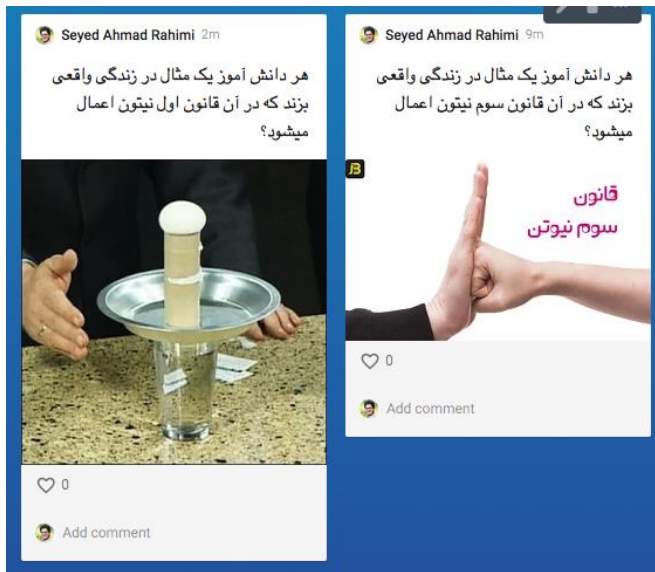 Seyed Ahmad Rahimi 2m
هر دانش آموز یک مثال در زندگی واقعی
بزند که در آن قانون اول نیتون اعمال
میشود؟
0
Add comment
Seyed Ahmad Rahimi 9m
هر دانش آموز یک مثال در زندگی واقعی
بزند که در آن قانون سوم نیتون اعمال
میشود؟
B
قانون
سوم نیوتن
0
Add comment